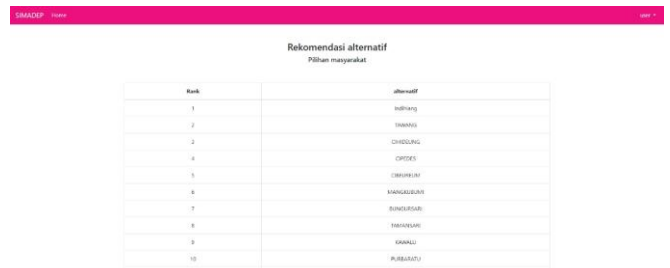 SIMADEP Home user
Rekomendasi alternatif
Pilihan masyarakat
Rank alternatif
1 Indihiang
2 TAWANG
3 CIHIDEUNG
4 CIPEDES
5 CIBEUREUM
6 MANGKUBUMI
7 BUNGURSARI
8 TAMANSARI
9 KAWALU
10 PURBARATU